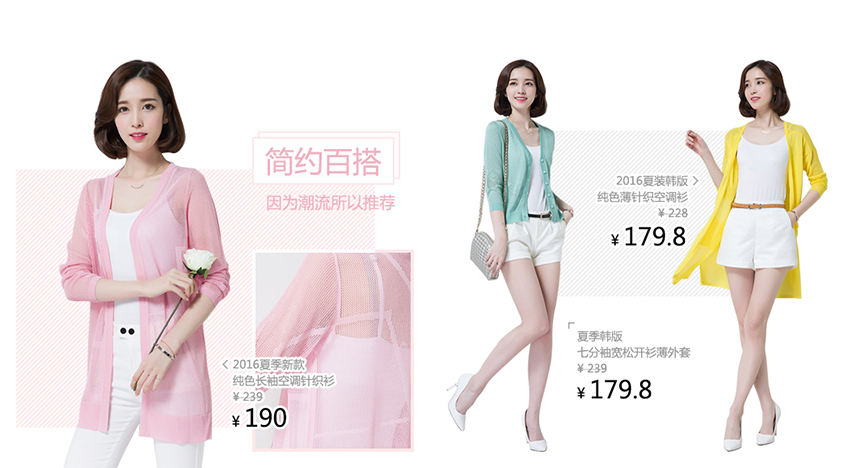 简约百搭
因为潮流所以推荐
2016夏季新款
纯色长袖空调针织衫
¥ 239
¥ 190
2016夏装韩版
纯色薄针织空调衫
¥ 228
¥ 179.8
夏季韩版
七分袖宽松开衫薄外套
¥ 239
¥ 179.8